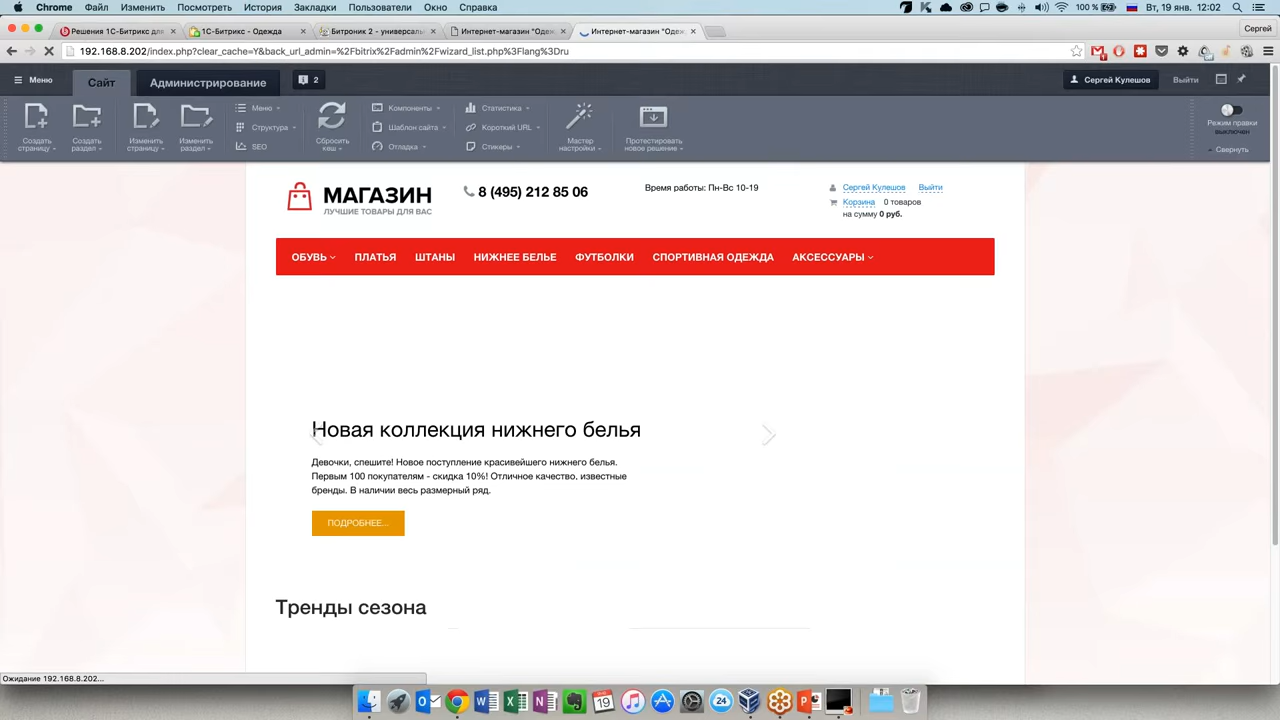 Chrome Файл Изменить Посмотреть История Закладки Пользователи Окно Справка 100 % Вт, 19 янв. 12:02
Решения 1С-Битрикс для
1С-Битрикс - Одежда
Битроник 2 - универсаль
Интернет-магазин "Одеж
Интернет-магазин "Одеж
Сергей
192.168.8.202/index.php?clear_cache=Y&back_url_admin=%2Fbitrix%2Fadmin%2Fwizard_list.php%3Flang%3Dru
Меню Сайт Администрирование 2 Сергей Кулешов Выйти
Создать страницу
Создать раздел
Изменить страницу
Изменить раздел
Меню
Структура
SEO
Сбросить кеш
Компоненты
Шаблон сайта
Отладка
Статистика
Короткий URL
Стикеры
Мастер настройки
Протестировать новое решение
Режим правки
выключен
Свернуть
МАГАЗИН
ЛУЧШИЕ ТОВАРЫ ДЛЯ ВАС
8 (495) 212 85 06
Время работы: Пн-Вс 10-19
Сергей Кулешов Выйти
Корзина 0 товаров
на сумму 0 руб.
ОБУВЬ ПЛАТЬЯ ШТАНЫ НИЖНЕЕ БЕЛЬЕ ФУТБОЛКИ СПОРТИВНАЯ ОДЕЖДА АКСЕССУАРЫ
Новая коллекция нижнего белья
Девочки, спешите! Новое поступление красивейшего нижнего белья.
Первым 100 покупателям - скидка 10%! Отличное качество, известные
бренды. В наличии весь размерный ряд.
ПОДРОБНЕЕ...
Тренды сезона
Ожидание 192.168.8.202...
19
24